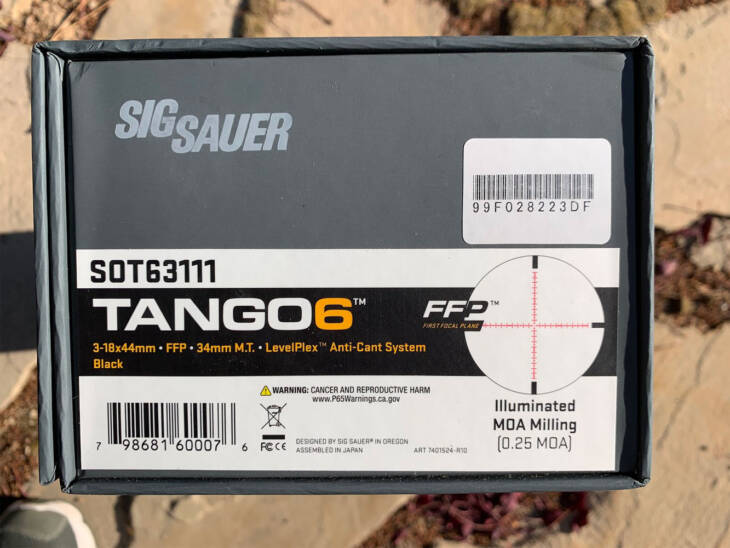 SIG SAUER
99F028223DF
SOT63111
TANGO6™
3-18x44mm • FFP • 34mm M.T. • LevelPlex™ Anti-Cant System
Black
FFP™
FIRST FOCAL PLANE
WARNING: CANCER AND REPRODUCTIVE HARM
www.P65Warnings.ca.gov
Illuminated
MOA Milling
(0.25 MOA)
7 98681 60007 6
FC CE
DESIGNED BY SIG SAUER® IN OREGON
ASSEMBLED IN JAPAN
ART 7401524-R10